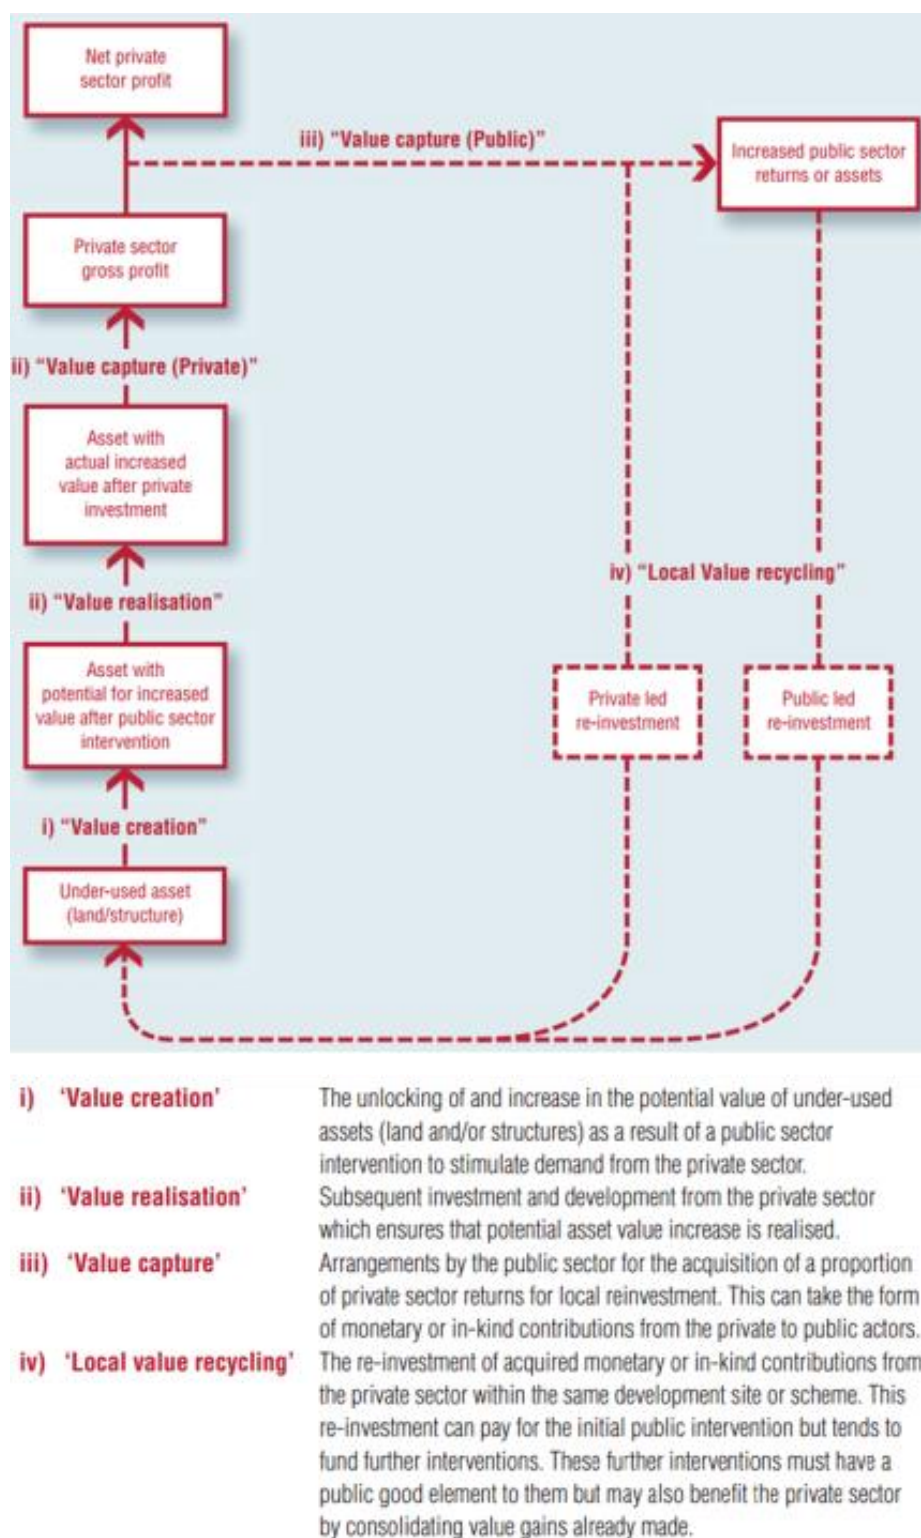 Net private
sector profit
iii) “Value capture (Public)”
Increased public sector
returns or assets
Private sector
gross profit
ii) “Value capture (Private)”
Asset with
actual increased
value after private
investment
iv) “Local Value recycling”
ii) “Value realisation”
Asset with
potential for increased
value after public sector
intervention
Private led
re-investment
Public led
re-investment
i) “Value creation”
Under-used asset
(land/structure)
i) ‘Value creation’ The unlocking of and increase in the potential value of under-used
assets (land and/or structures) as a result of a public sector
intervention to stimulate demand from the private sector.
ii) ‘Value realisation’ Subsequent investment and development from the private sector
which ensures that potential asset value increase is realised.
iii) ‘Value capture’ Arrangements by the public sector for the acquisition of a proportion
of private sector returns for local reinvestment. This can take the form
of monetary or in-kind contributions from the private to public actors.
iv) ‘Local value recycling’ The re-investment of acquired monetary or in-kind contributions from
the private sector within the same development site or scheme. This
re-investment can pay for the initial public intervention but tends to
fund further interventions. These further interventions must have a
public good element to them but may also benefit the private sector
by consolidating value gains already made.